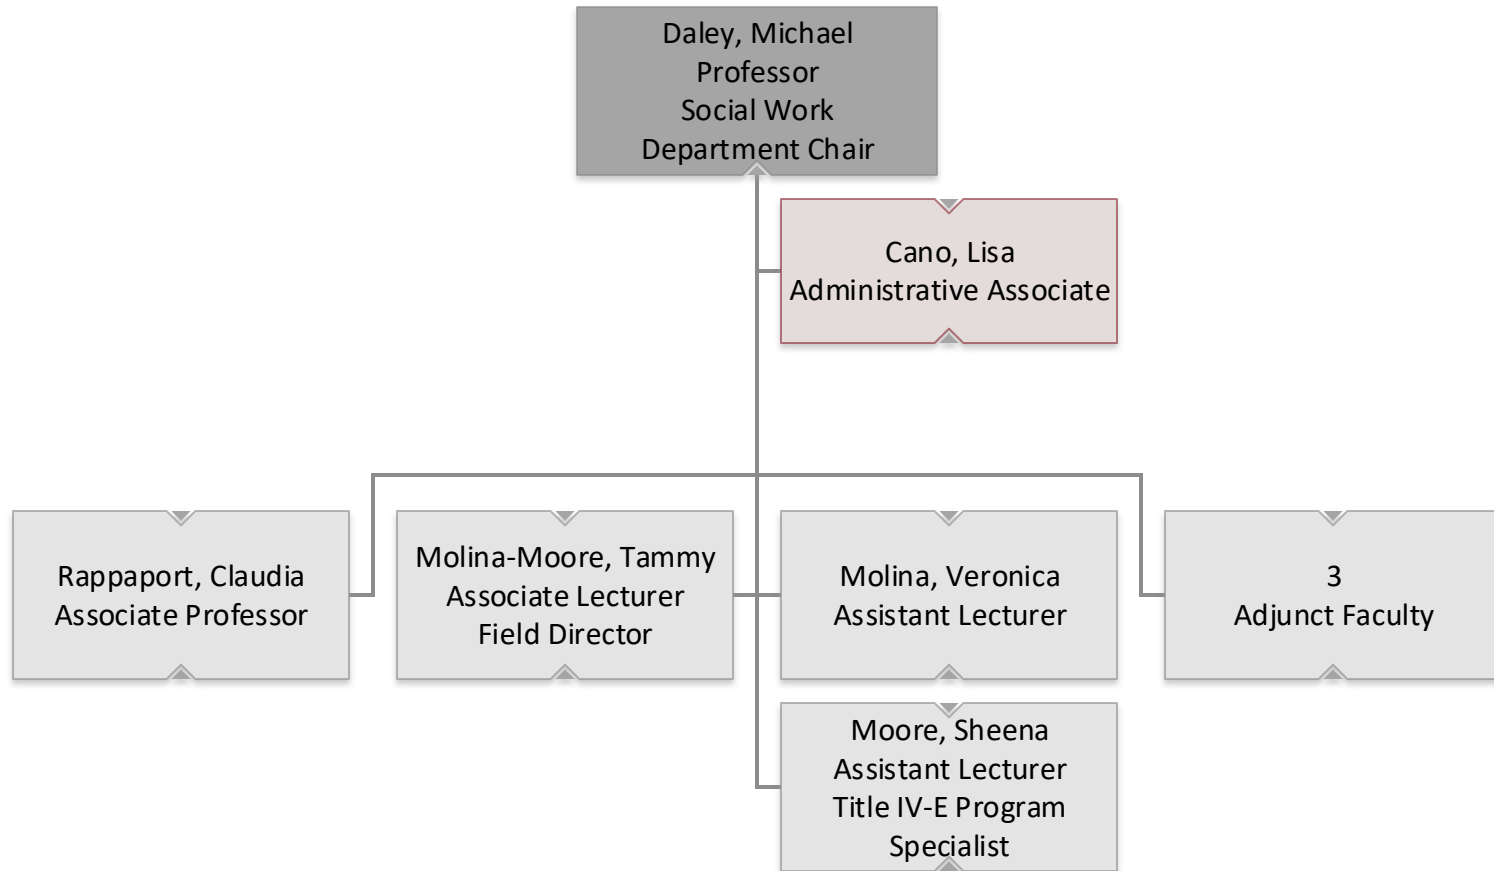 Daley, Michael
Professor
Social Work
Department Chair
Cano, Lisa
Administrative Associate
Rappaport, Claudia
Associate Professor
Molina-Moore, Tammy
Associate Lecturer
Field Director
Molina, Veronica
Assistant Lecturer
3
Adjunct Faculty
Moore, Sheena
Assistant Lecturer
Title IV-E Program
Specialist